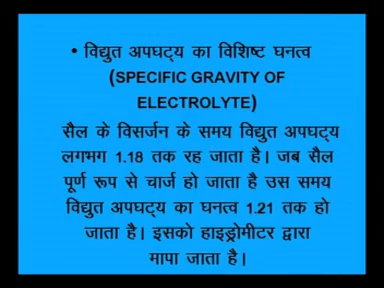 • विद्युत अपघट्य का विशिष्ट घनत्व
(SPECIFIC GRAVITY OF
ELECTROLYTE)
सैल के विसर्जन के समय विद्युत अपघट्य
लगभग 1.18 तक रह जाता है। जब सैल
पूर्ण रूप से चार्ज हो जाता है उस समय
विद्युत अपघट्य का घनत्व 1.21 तक हो
जाता है। इसको हाइड्रोमीटर द्वारा
मापा जाता है।